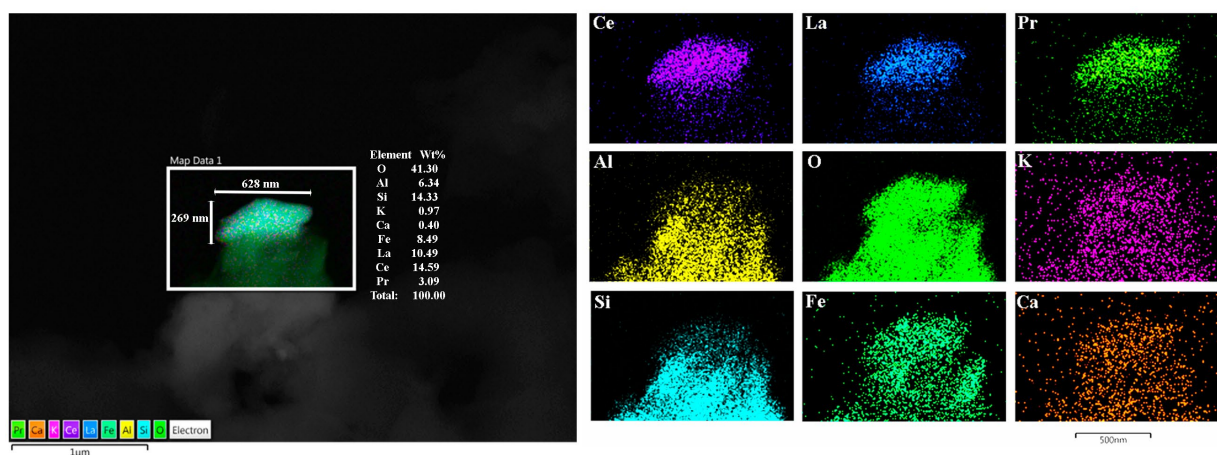 Map Data 1
628 nm
269 nm
Element Wt%
O 41.30
Al 6.34
Si 14.33
K 0.97
Ca 0.40
Fe 8.49
La 10.49
Ce 14.59
Pr 3.09
Total: 100.00
Pr Ca K Ce La Fe Al Si O Electron
1µm
Ce La Pr
Al O K
Si Fe Ca
500nm